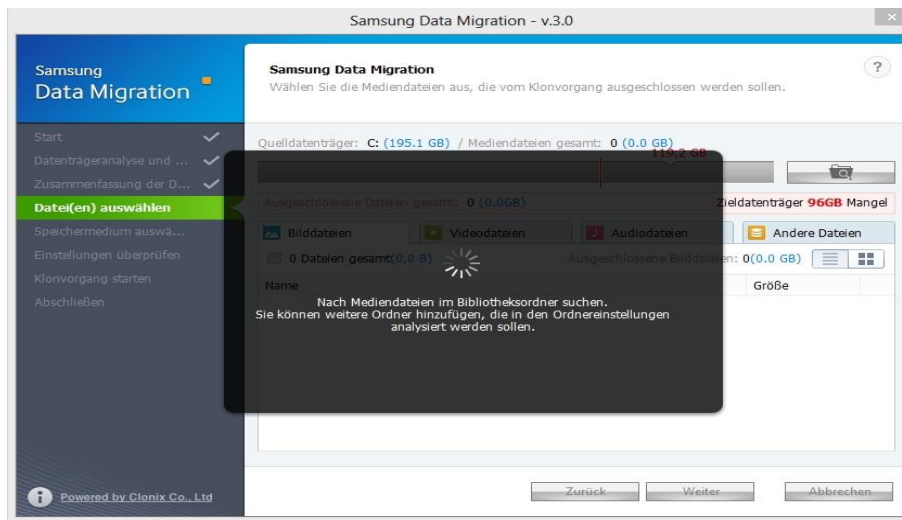 Samsung Data Migration - v.3.0
Samsung
Data Migration
Samsung Data Migration
?
Wählen Sie die Mediendateien aus, die vom Klonvorgang ausgeschlossen werden sollen.
Start
Datenträgeranalyse und ...
Zusammenfassung der D...
Datei(en) auswählen
Speichermedium auswä...
Einstellungen überprüfen
Klonvorgang starten
Abschließen
Quelldatenträger: C: (195.1 GB) / Mediendateien gesamt: 0 (0.0 GB)
119,2 GB
Ausgeschlossene Dateien gesamt: 0 (0.0GB)
Zieldatenträger 96GB Mangel
Bilddateien
Videodateien
Audiodateien
Andere Dateien
0 Dateien gesamt(0,0 B)
Ausgeschlossene Bilddateien: 0(0.0 GB)
Name
Größe
Nach Mediendateien im Bibliotheksordner suchen.
Sie können weitere Ordner hinzufügen, die in den Ordnereinstellungen
analysiert werden sollen.
Powered by Clonix Co., Ltd
Zurück
Weiter
Abbrechen